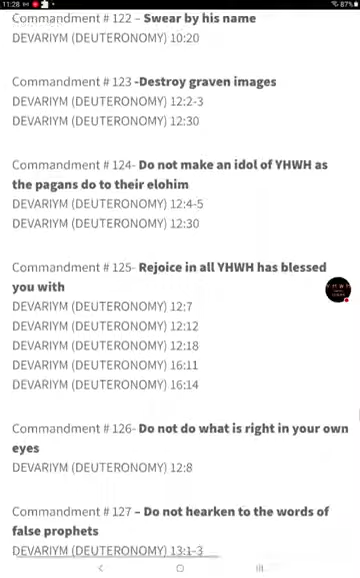 11:28
87%
Commandment # 122 – Swear by his name
DEVARIYM (DEUTERONOMY) 10:20
Commandment # 123 -Destroy graven images
DEVARIYM (DEUTERONOMY) 12:2-3
DEVARIYM (DEUTERONOMY) 12:30
Commandment # 124- Do not make an idol of YHWH as
the pagans do to their elohim
DEVARIYM (DEUTERONOMY) 12:4-5
DEVARIYM (DEUTERONOMY) 12:30
Commandment # 125- Rejoice in all YHWH has blessed
you with
DEVARIYM (DEUTERONOMY) 12:7
DEVARIYM (DEUTERONOMY) 12:12
DEVARIYM (DEUTERONOMY) 12:18
DEVARIYM (DEUTERONOMY) 16:11
DEVARIYM (DEUTERONOMY) 16:14
Commandment # 126- Do not do what is right in your own
eyes
DEVARIYM (DEUTERONOMY) 12:8
Commandment # 127 – Do not hearken to the words of
false prophets
DEVARIYM (DEUTERONOMY) 13:1-3